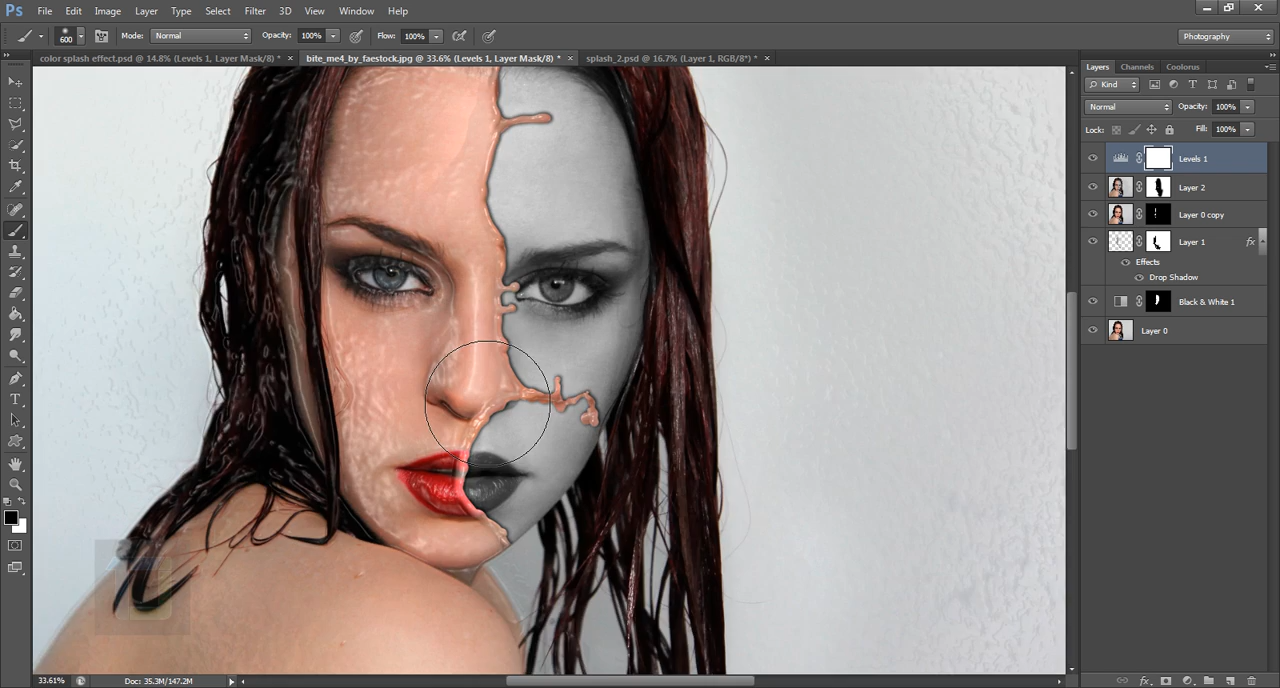 Ps File Edit Image Layer Type Select Filter 3D View Window Help
600 Mode: Normal Opacity: 100% Flow: 100% Photography
color splash effect.psd @ 14.8% (Levels 1, Layer Mask/8) * × bite_me4_by_faestock.jpg @ 33.6% (Levels 1, Layer Mask/8) * × splash_2.psd @ 16.7% (Layer 1, RGB/8*) * ×
Layers Channels Coolorus
Kind
Normal Opacity: 100%
Lock: Fill: 100%
Levels 1
Layer 2
Layer 0 copy
Layer 1 fx
Effects
Drop Shadow
Black & White 1
Layer 0
33.61% Doc: 35.3M/147.2M